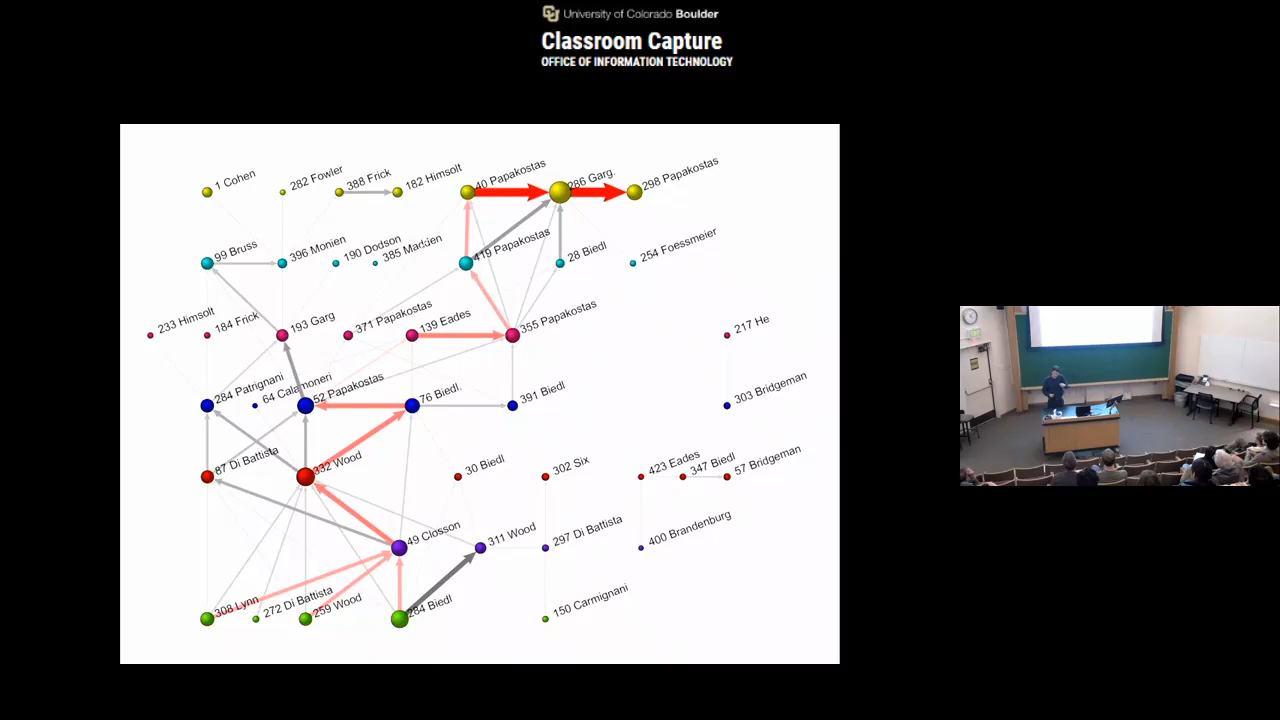 University of Colorado Boulder
Classroom Capture
OFFICE OF INFORMATION TECHNOLOGY
1 Cohen
282 Fowler
388 Frick
182 Himsolt
40 Papakostas
286 Garg.
298 Papakostas
99 Bruss
396 Monien
190 Dodson
385 Madden
419 Papakostas
28 Biedl
254 Foessmeier
233 Himsolt
184 Frick
193 Garg
371 Papakostas
139 Eades
355 Papakostas
217 He
284 Patrignani
64 Calamoneri
52 Papakostas
76 Biedl.
391 Biedl
303 Bridgeman
87 Di Battista
332 Wood
30 Biedl
302 Six
423 Eades
347 Biedl
57 Bridgeman
49 Closson
311 Wood
297 Di Battista
400 Brandenburg
308 Lynn
272 Di Battista
259 Wood
284 Biedl
150 Carmignani